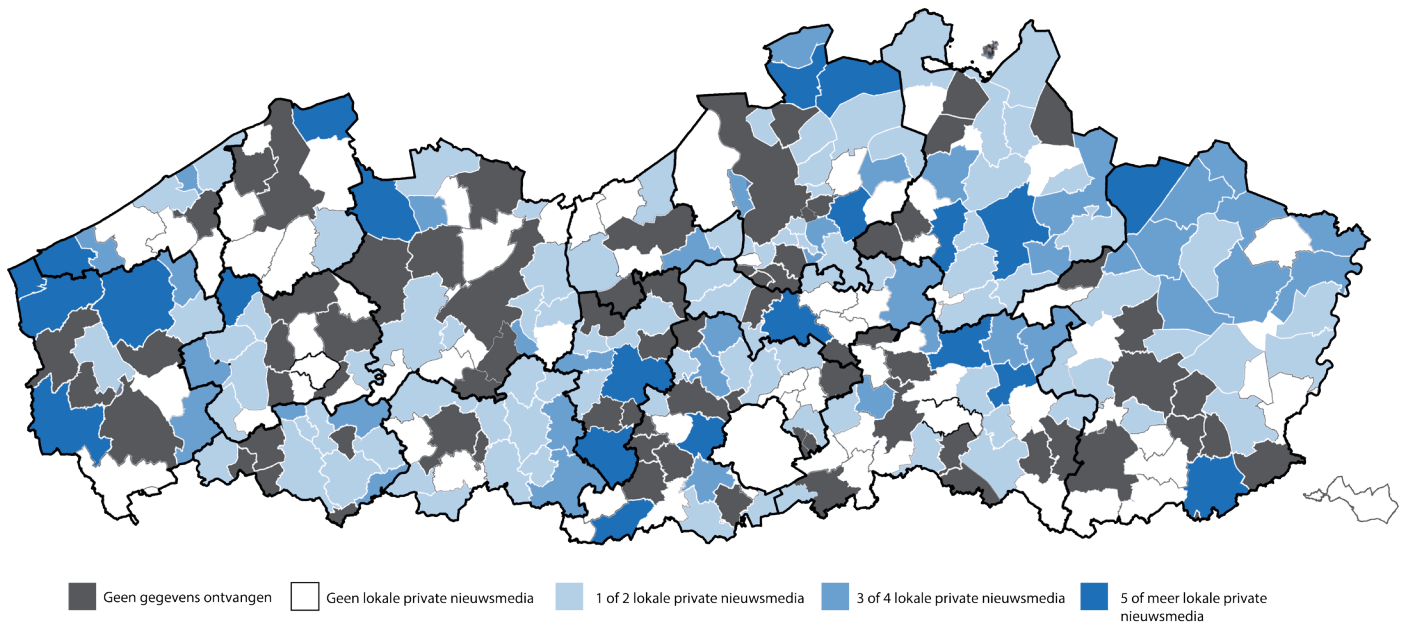 Geen gegevens ontvangen
Geen lokale private nieuwsmedia
1 of 2 lokale private nieuwsmedia
3 of 4 lokale private nieuwsmedia
5 of meer lokale private
nieuwsmedia